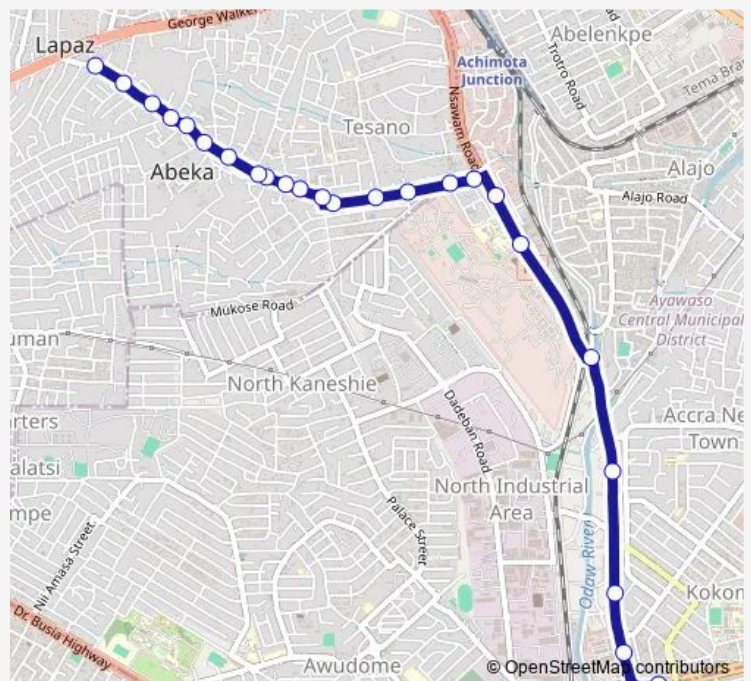 Lapaz
George Walker
Abelenkpe
Achimota
Junction
Trotro Road
Tema Bra
Nsawam Road
Tesano
Abeka
Alajo
Alajo Road
Mukose Road
Ayawaso
Central Municipal
District
uman
North Kaneshie
Dadeban Road
arters
Accra Ne
Town
alatsi
North Industrial
Area
mpe
Palace Street
Nii Amasa Street
Odaw River
Kokom
Dr. Busia Highway
Awudome
© OpenStreetMap contributors